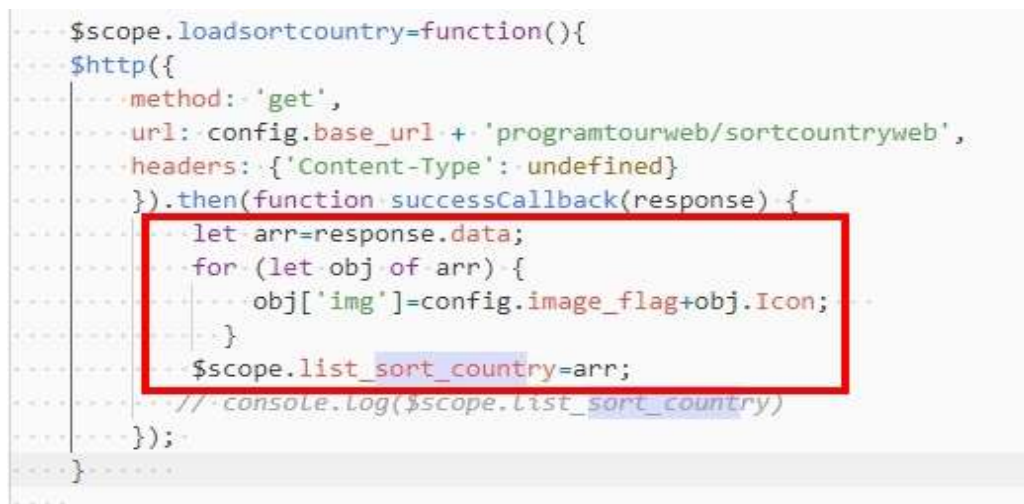 $scope.loadsortcountry=function(){
$http({
method: 'get',
url: config.base_url + 'programtourweb/sortcountryweb',
headers: {'Content-Type': undefined}
}).then(function successCallback(response) {
let arr=response.data;
for (let obj of arr) {
obj['img']=config.image_flag+obj.Icon;
}
$scope.list_sort_country=arr;
// console.log($scope.list_sort_country)
});
}